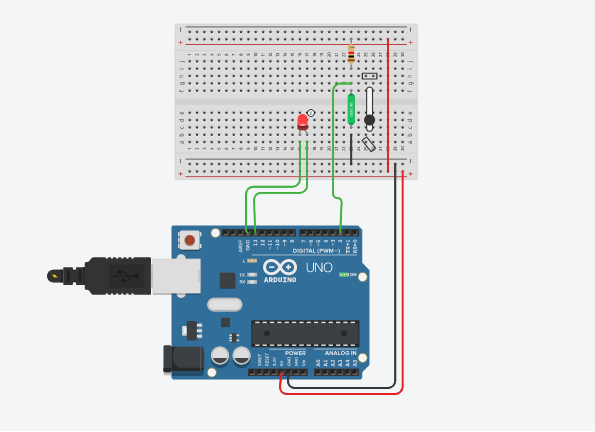 a b c d e
f g h i j
L
TX
RX
AREF
GND
13
12
~11
~10
~9
8
7
~6
~5
4
~3
2
TX→1
RX←0
DIGITAL (PWM~)
UNO
ARDUINO
ON
IOREF
RESET
3.3V
5V
GND
GND
Vin
POWER
ANALOG IN
A0
A1
A2
A3
A4
A5